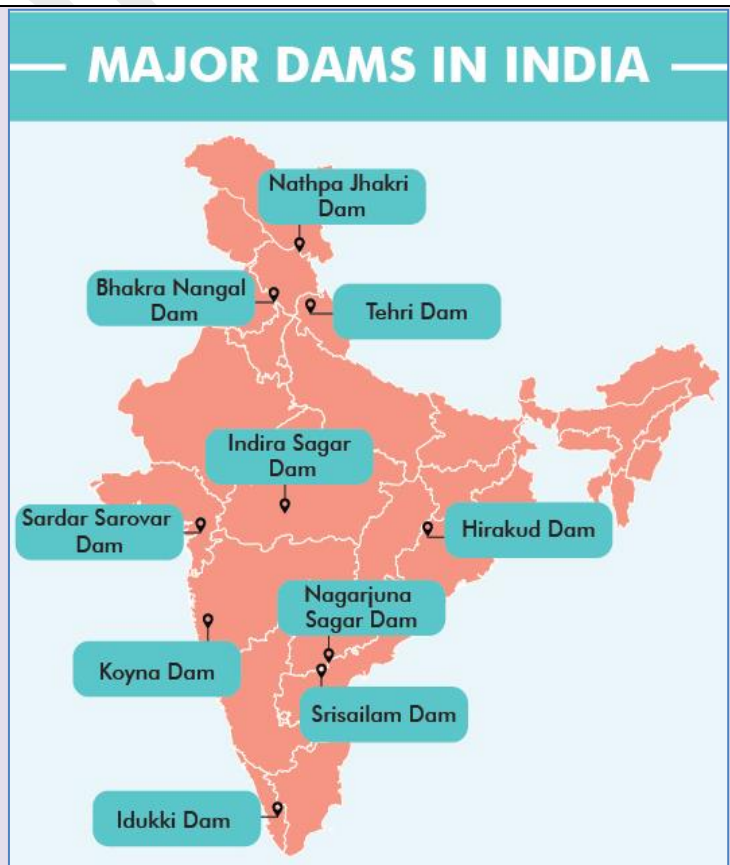 MAJOR DAMS IN INDIA
Nathpa Jhakri
Dam
Bhakra Nangal
Dam
Tehri Dam
Indira Sagar
Dam
Sardar Sarovar
Dam
Hirakud Dam
Nagarjuna
Sagar Dam
Koyna Dam
Srisailam Dam
Idukki Dam